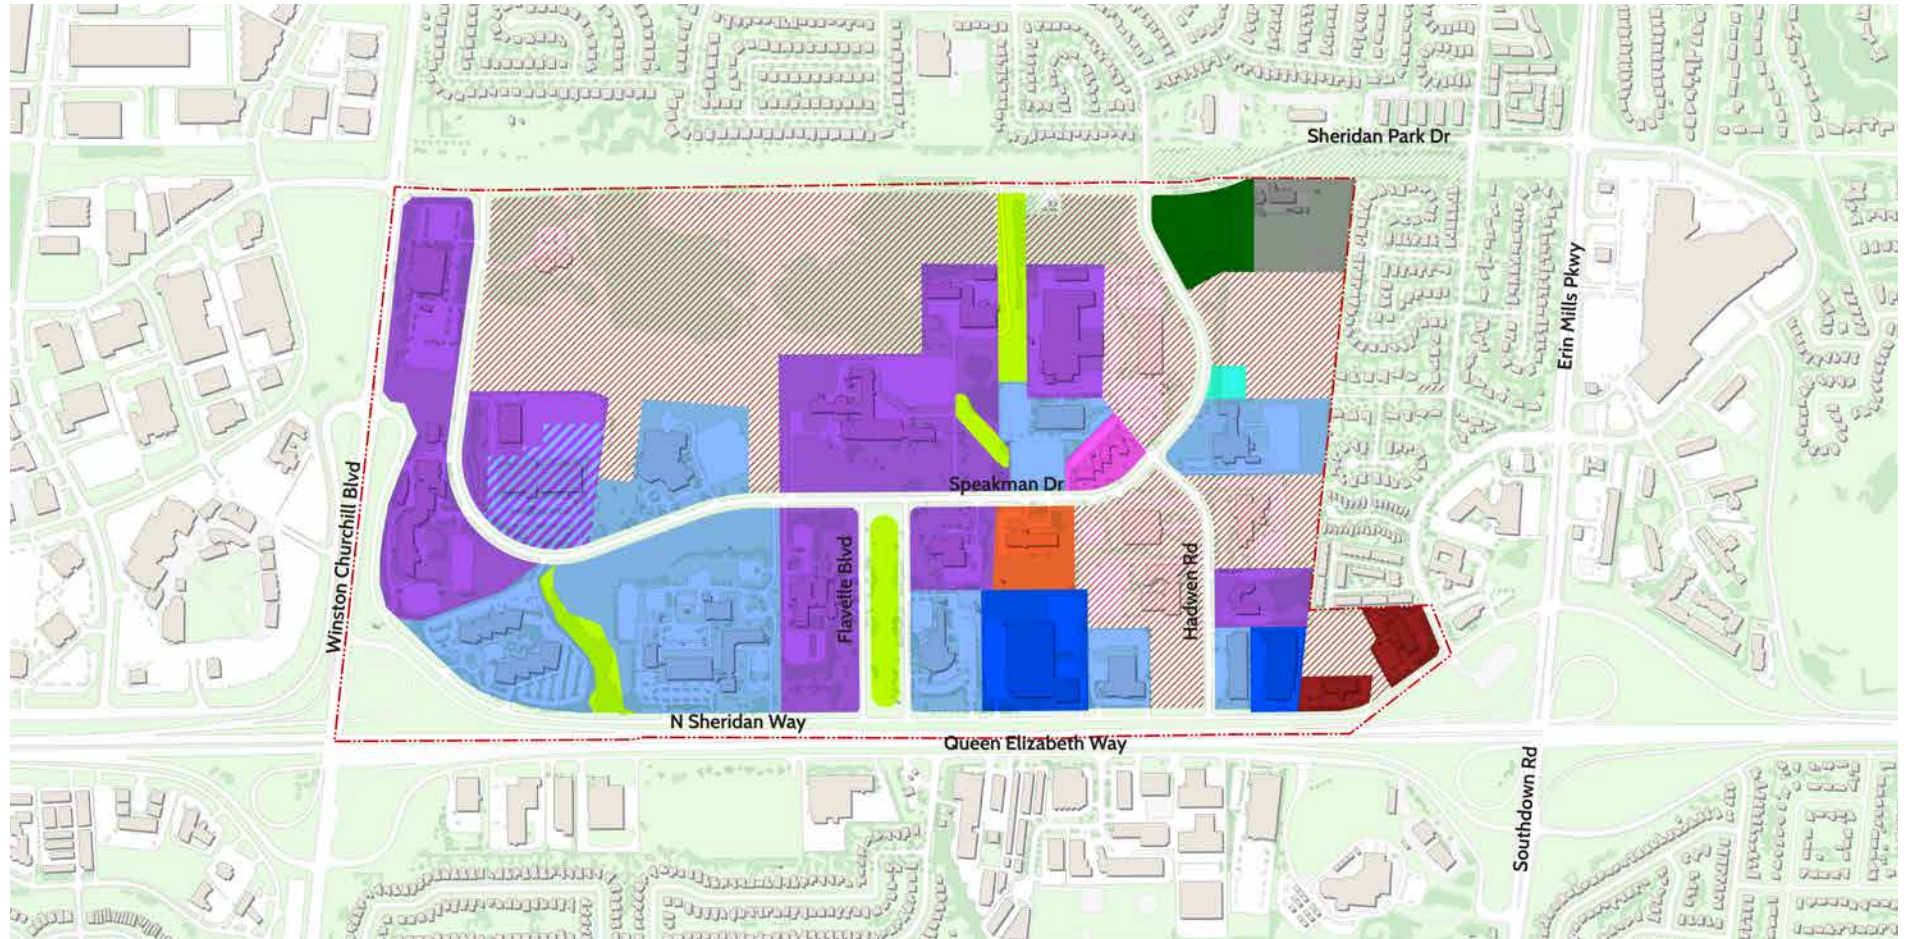 Sheridan Park Dr
Erin Mills Pkwy
Speakman Dr
Winston Churchill Blvd
Flavelle Blvd
Hadwen Rd
N Sheridan Way
Queen Elizabeth Way
Southdown Rd